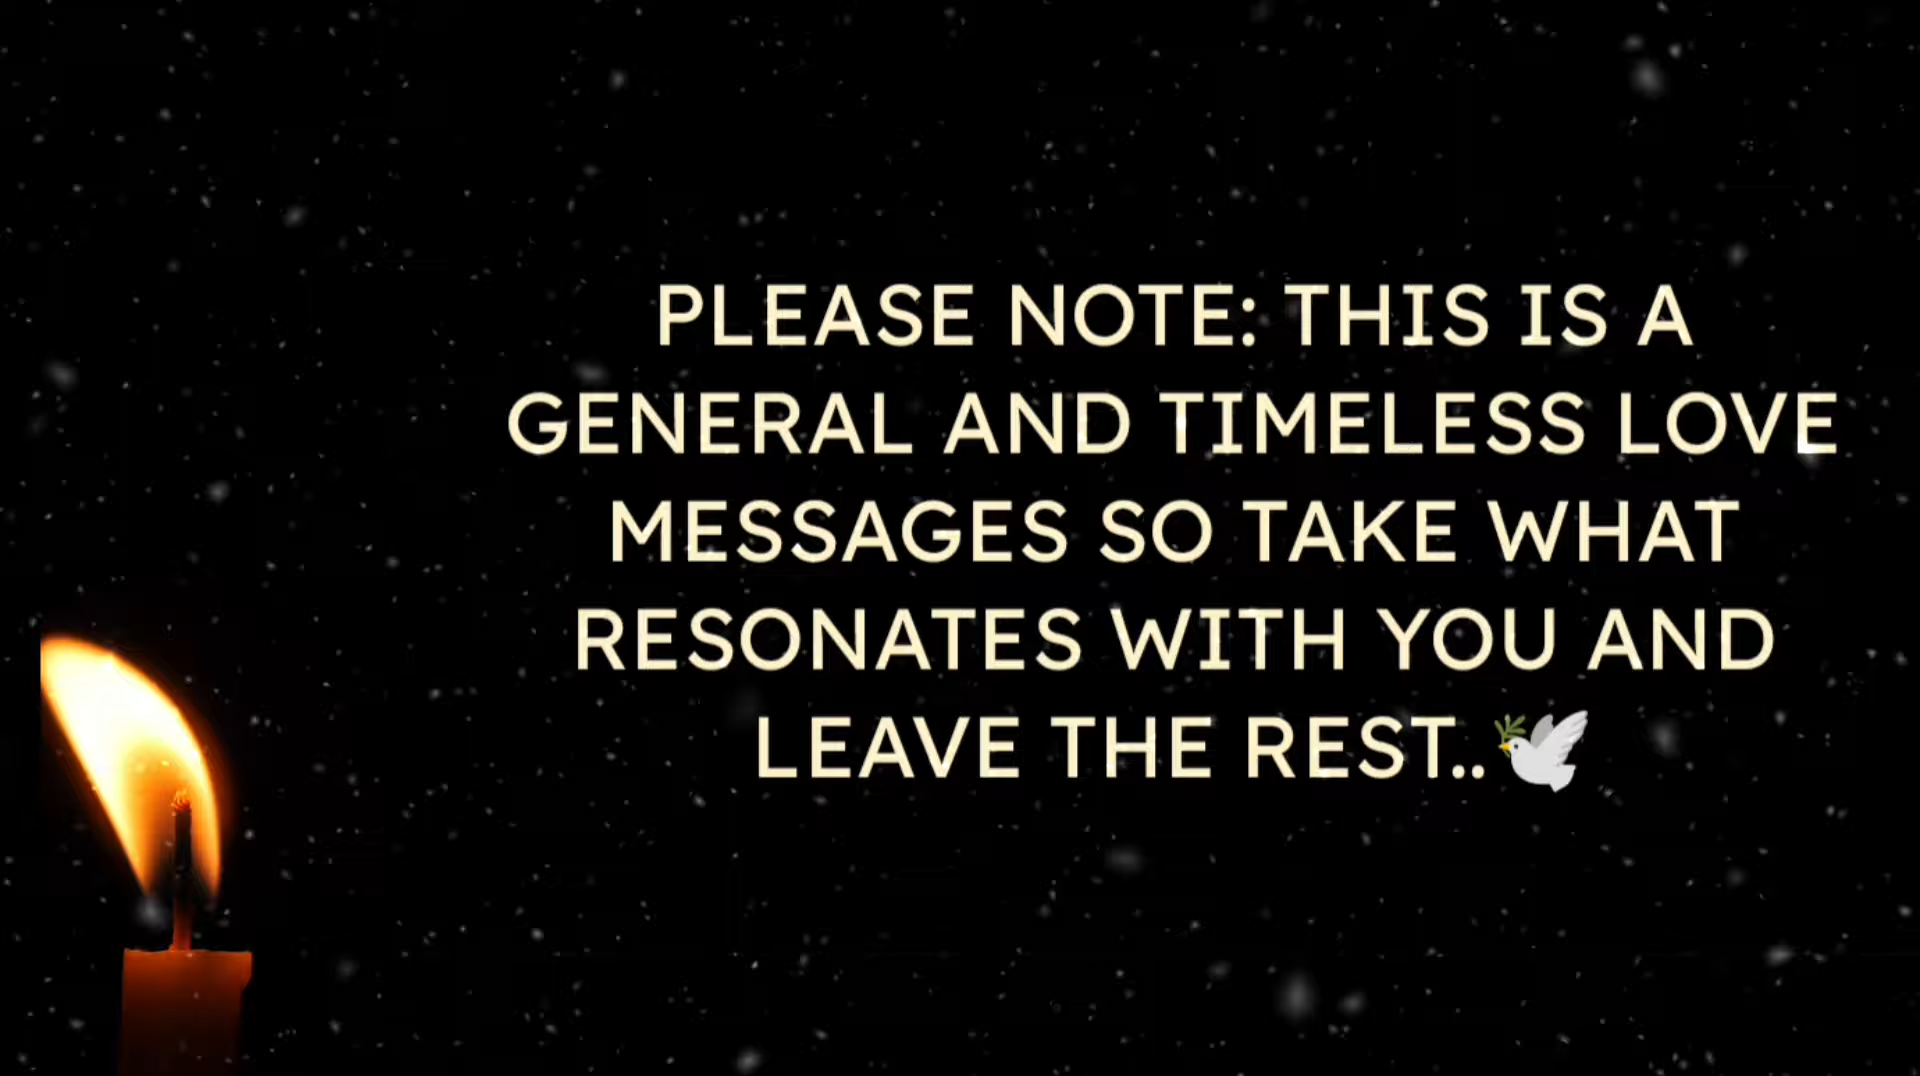 PLEASE NOTE: THIS IS A
GENERAL AND TIMELESS LOVE
MESSAGES SO TAKE WHAT
RESONATES WITH YOU AND
LEAVE THE REST..🕊️